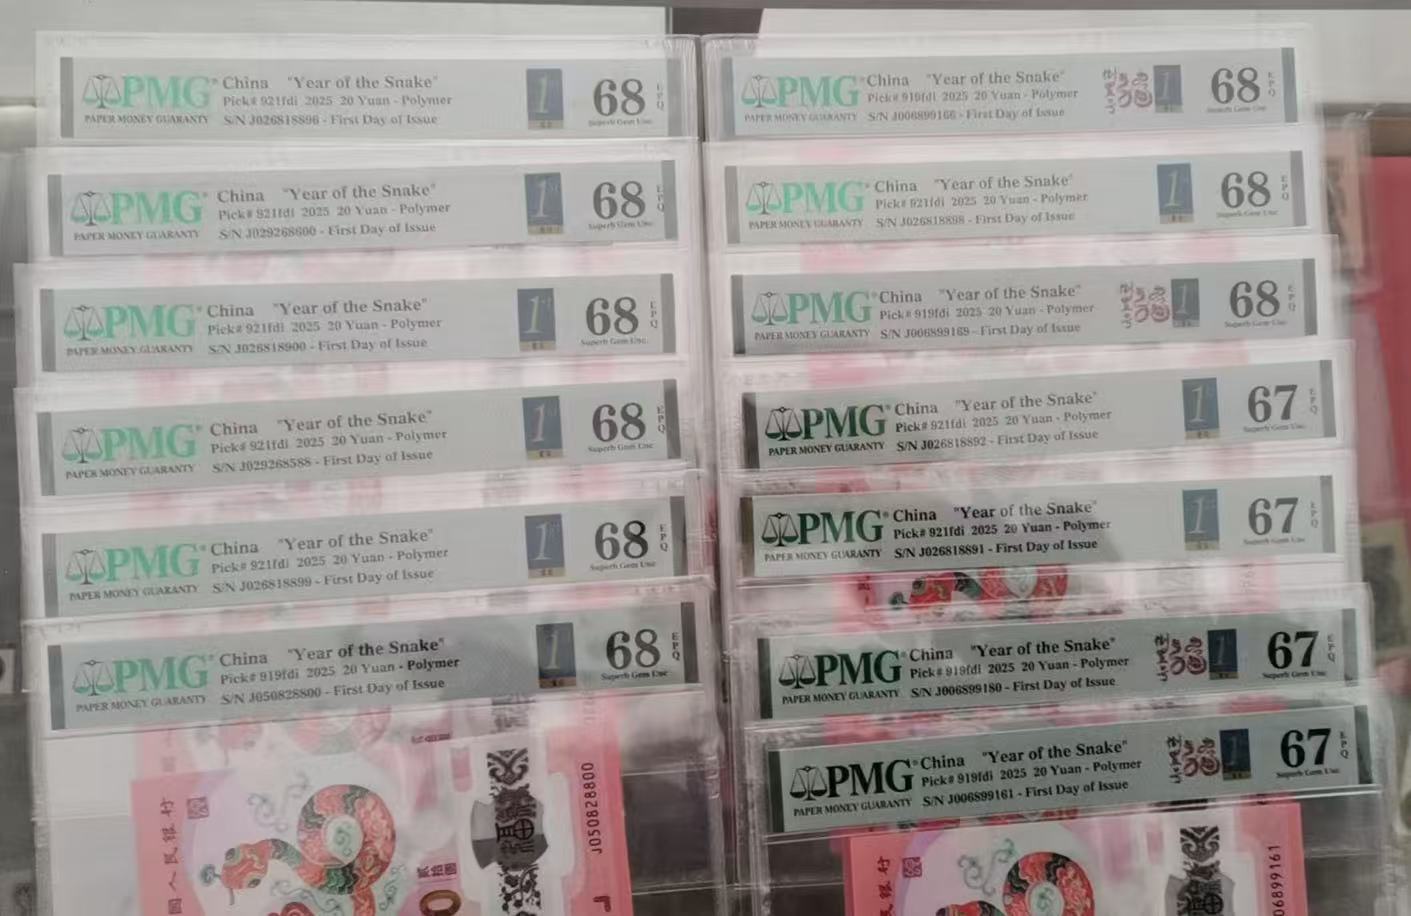 PMG China "Year of the Snake" 68 EPQ
Pick# 921fdi 2025 20 Yuan - Polymer
PAPER MONEY GUARANTY S/N J026818896 - First Day of Issue Superb Gem Unc
PMG China "Year of the Snake" 68 EPQ
Pick# 921fdi 2025 20 Yuan - Polymer
PAPER MONEY GUARANTY S/N J029268600 - First Day of Issue Superb Gem Unc
PMG China "Year of the Snake" 1st 68 EPQ
Pick# 921fdi 2025 20 Yuan - Polymer
PAPER MONEY GUARANTY S/N J026818900 - First Day of Issue Superb Gem Unc
PMG China "Year of the Snake" 68 EPQ
Pick# 921fdi 2025 20 Yuan - Polymer
PAPER MONEY GUARANTY S/N J029268588 - First Day of Issue Superb Gem Unc
PMG China "Year of the Snake" 68 EPQ
Pick# 921fdi 2025 20 Yuan - Polymer
PAPER MONEY GUARANTY S/N J026818899 - First Day of Issue Superb Gem Unc
PMG China "Year of the Snake" 68 EPQ
Pick# 919fdi 2025 20 Yuan - Polymer
PAPER MONEY GUARANTY S/N J050828800 - First Day of Issue Superb Gem Unc
国人民银行
贰拾圆
J050828800
PMG China "Year of the Snake" 68 EPQ
Pick# 919fdi 2025 20 Yuan - Polymer
PAPER MONEY GUARANTY S/N J006899166 - First Day of Issue Superb Gem Unc
PMG China "Year of the Snake" 68 EPQ
Pick# 921fdi 2025 20 Yuan - Polymer
PAPER MONEY GUARANTY S/N J026818898 - First Day of Issue Superb Gem Unc
PMG China "Year of the Snake" 68 EPQ
Pick# 919fdi 2025 20 Yuan - Polymer
PAPER MONEY GUARANTY S/N J006899169 - First Day of Issue Superb Gem Unc
PMG China "Year of the Snake" 67 EPQ
Pick# 921fdi 2025 20 Yuan - Polymer
PAPER MONEY GUARANTY S/N J026818892 - First Day of Issue Superb Gem Unc
PMG China "Year of the Snake" 67 EPQ
Pick# 921fdi 2025 20 Yuan - Polymer
PAPER MONEY GUARANTY S/N J026818891 - First Day of Issue Superb Gem Unc
PMG China "Year of the Snake" 67 EPQ
Pick# 919fdi 2025 20 Yuan - Polymer
PAPER MONEY GUARANTY S/N J006899180 - First Day of Issue Superb Gem Unc
PMG China "Year of the Snake" 67 EPQ
Pick# 919fdi 2025 20 Yuan - Polymer
PAPER MONEY GUARANTY S/N J006899161 - First Day of Issue Superb Gem Unc
人民银行
06899161